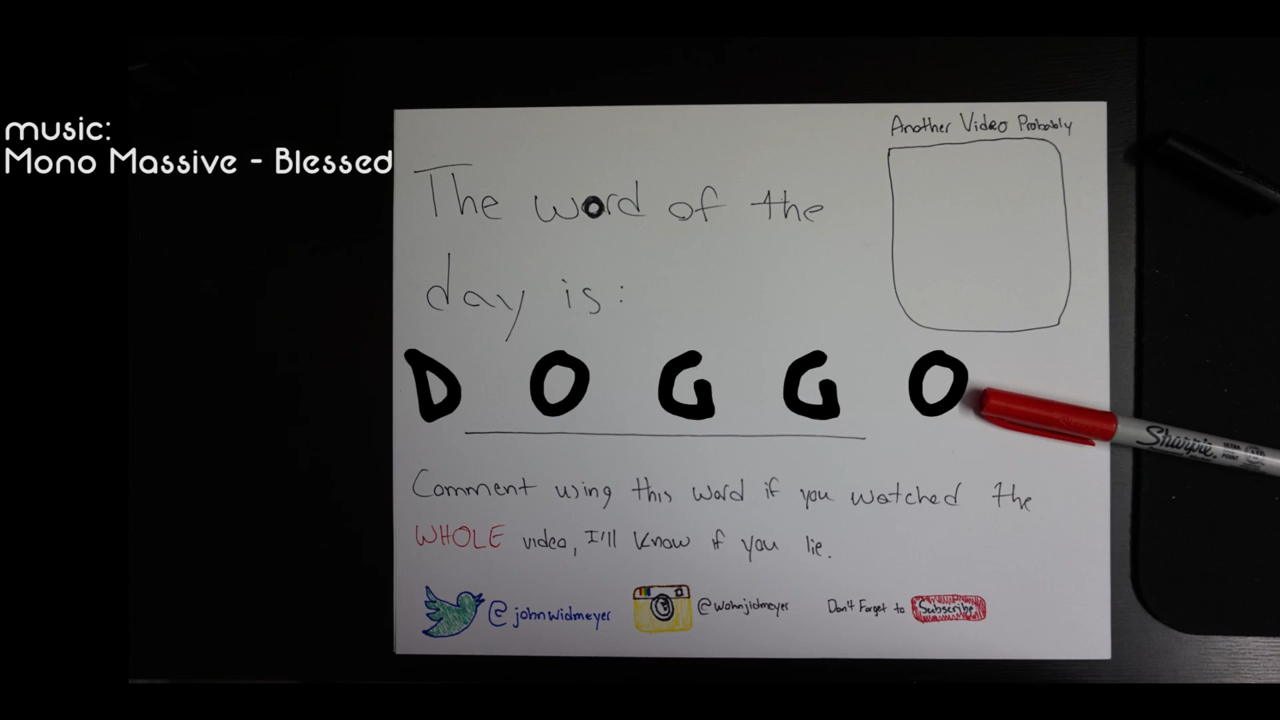 music:
Mono Massive - Blessed
Another Video Probably
The word of the
day is:
DOGGO
Comment using this word if you watched the
WHOLE video, I'll know if you lie.
@johnwidmeyer
@wohnjidmeyer
Don't Forget to Subscribe
Sharpie